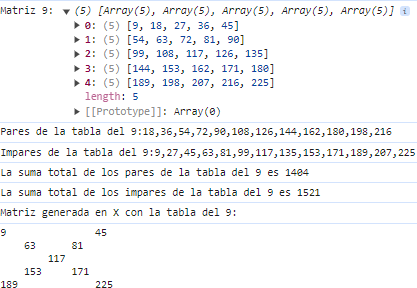 Matriz 9: ▼ (5) [Array(5), Array(5), Array(5), Array(5), Array(5)] i
▶ 0: (5) [9, 18, 27, 36, 45]
▶ 1: (5) [54, 63, 72, 81, 90]
▶ 2: (5) [99, 108, 117, 126, 135]
▶ 3: (5) [144, 153, 162, 171, 180]
▶ 4: (5) [189, 198, 207, 216, 225]
length: 5
▶ [[Prototype]]: Array(0)
Pares de la tabla del 9:18,36,54,72,90,108,126,144,162,180,198,216
Impares de la tabla del 9:9,27,45,63,81,99,117,135,153,171,189,207,225
La suma total de los pares de la tabla del 9 es 1404
La suma total de los impares de la tabla del 9 es 1521
Matriz generada en X con la tabla del 9:
9 45
63 81
117
153 171
189 225